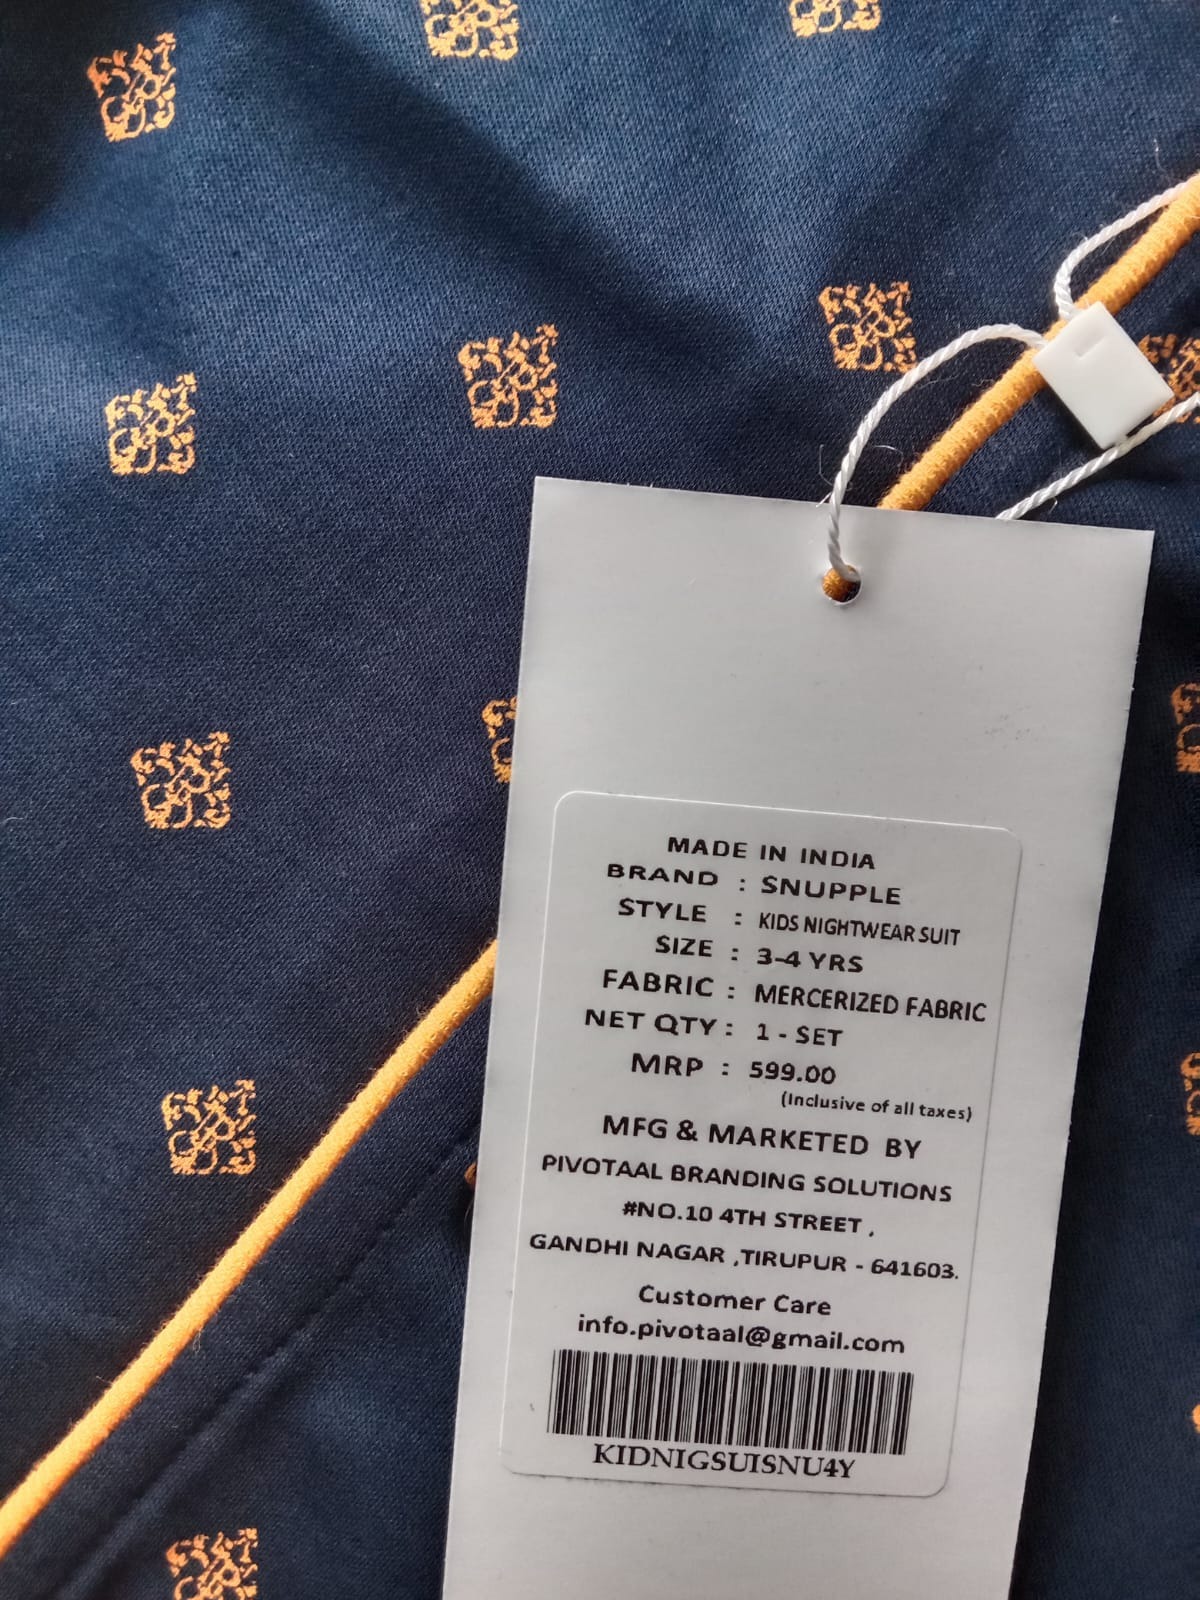 MADE IN INDIA
BRAND : SNUPPLE
STYLE : KIDS NIGHTWEAR SUIT
SIZE : 3-4 YRS
FABRIC : MERCERIZED FABRIC
NET QTY : 1 - SET
MRP : 599.00
(Inclusive of all taxes)
MFG & MARKETED BY
PIVOTAAL BRANDING SOLUTIONS
#NO.10 4TH STREET ,
GANDHI NAGAR ,TIRUPUR - 641603.
Customer Care
info.pivotaal@gmail.com
KIDNIGSUISNU4Y